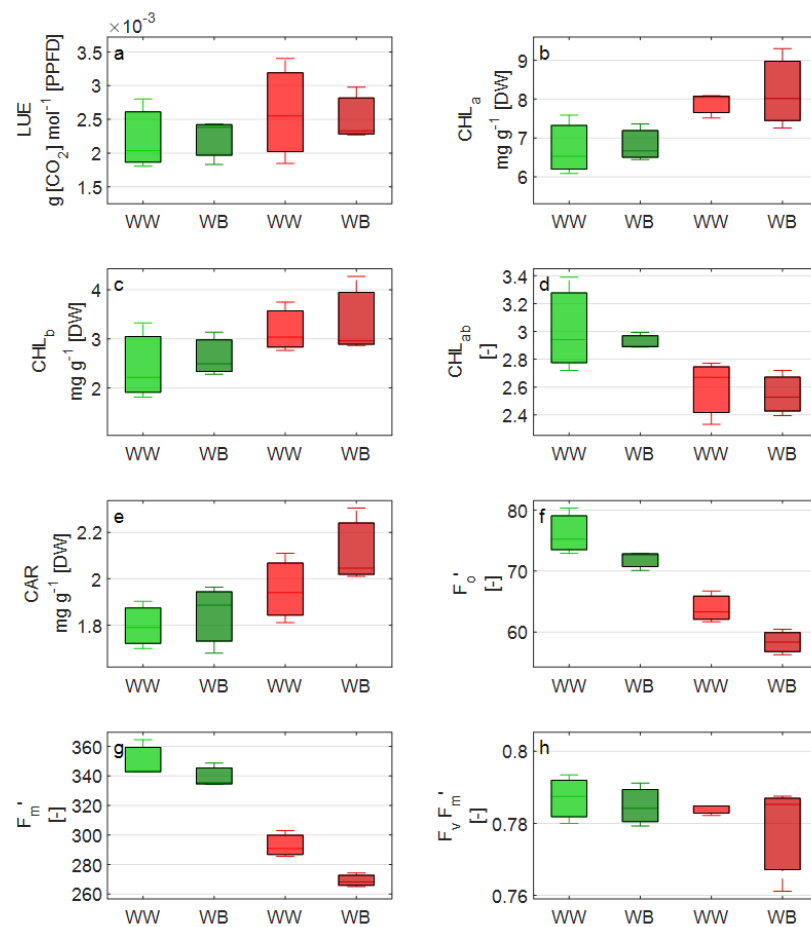 ×10⁻³
a
3.5
3
2.5
2
1.5
LUE
g [CO₂] mol⁻¹ [PPFD]
WW WB WW WB
b
9
8
7
6
CHLₐ
mg g⁻¹ [DW]
WW WB WW WB
c
4
3
2
CHL_b
mg g⁻¹ [DW]
WW WB WW WB
d
3.4
3.2
3
2.8
2.6
2.4
CHL_ab
[-]
WW WB WW WB
e
2.2
2
1.8
CAR
mg g⁻¹ [DW]
WW WB WW WB
f
80
70
60
Fₒ'
[-]
WW WB WW WB
g
360
340
320
300
280
260
Fₘ'
[-]
WW WB WW WB
h
0.8
0.78
0.76
Fᵥ Fₘ'
[-]
WW WB WW WB